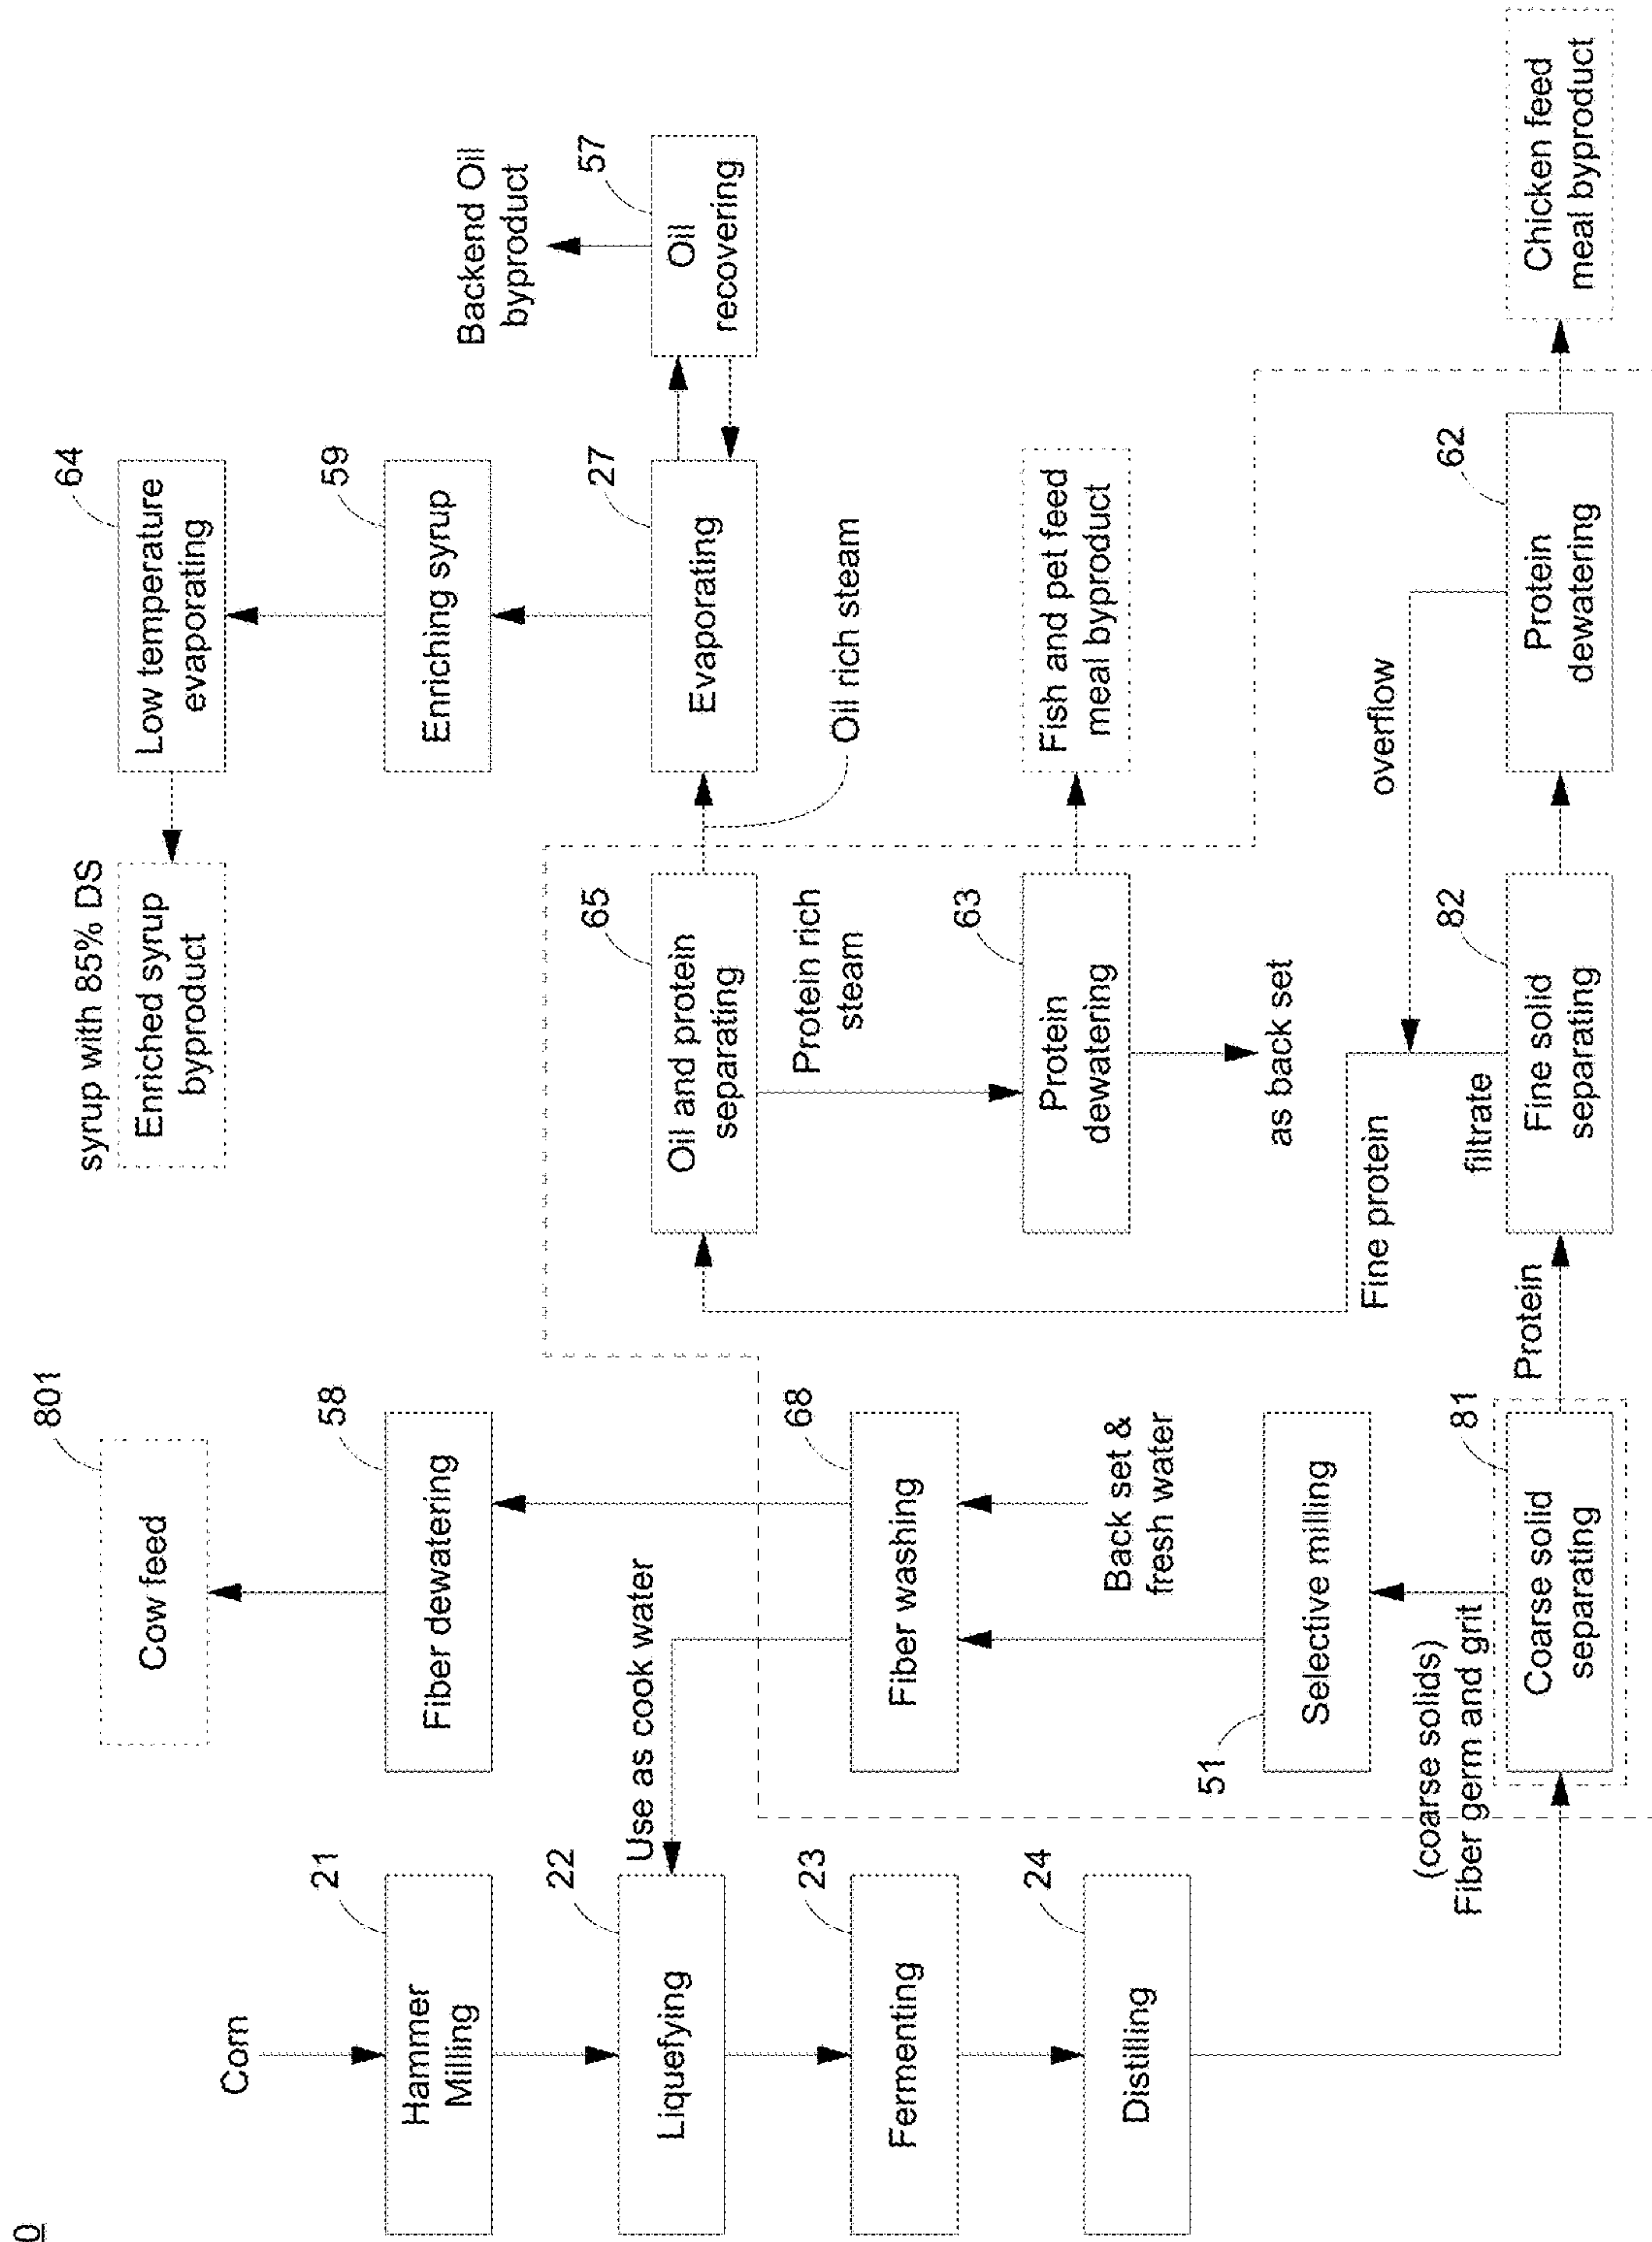 0
Corn
21
Hammer
Milling
22
Liquefying
23
Fermenting
24
Distilling
801
Cow feed
58
Fiber dewatering
Use as cook water
68
Fiber washing
Back set &
fresh water
51
Selective milling
(coarse solids)
Fiber germ and grit
81
Coarse solid
separating
Protein
syrup with 85% DS
Enriched syrup
byproduct
64
Low temperature
evaporating
59
Enriching syrup
27
Evaporating
Backend Oil
byproduct
57
Oil
recovering
Oil rich steam
65
Oil and protein
separating
Protein rich
steam
63
Protein
dewatering
as back set
Fish and pet feed
meal byproduct
Fine protein
filtrate
overflow
82
Fine solid
separating
62
Protein
dewatering
Chicken feed
meal byproduct